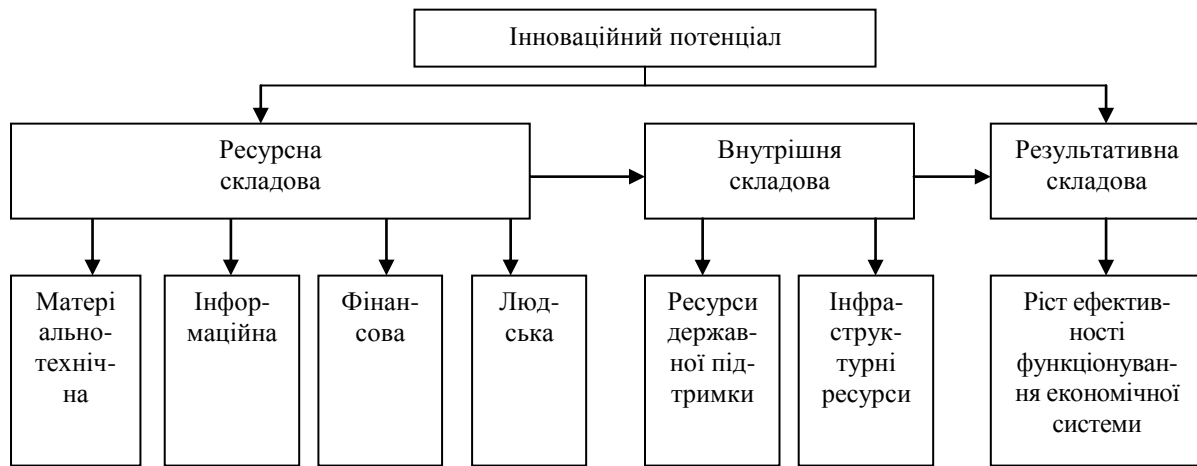 Інноваційний потенціал
Ресурсна
складова
Внутрішня
складова
Результативна
складова
Матері
ально-
техніч-
на
Інфор-
маційна
Фінан-
сова
Люд-
ська
Ресурси
держав-
ної під-
тримки
Інфра-
струк-
турні
ресурси
Ріст ефектив-
ності
функціонуван-
ня економічної
системи